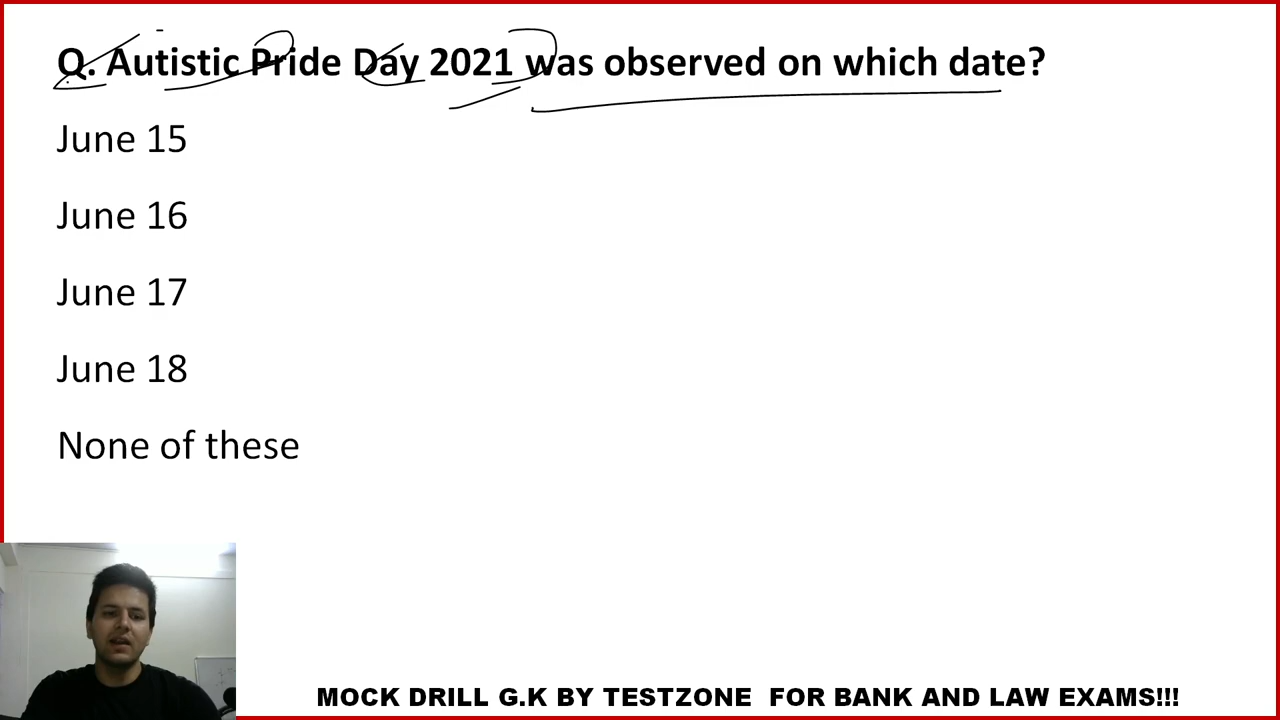 Q. Autistic Pride Day 2021 was observed on which date?
June 15
June 16
June 17
June 18
None of these
MOCK DRILL G.K BY TESTZONE FOR BANK AND LAW EXAMS!!!